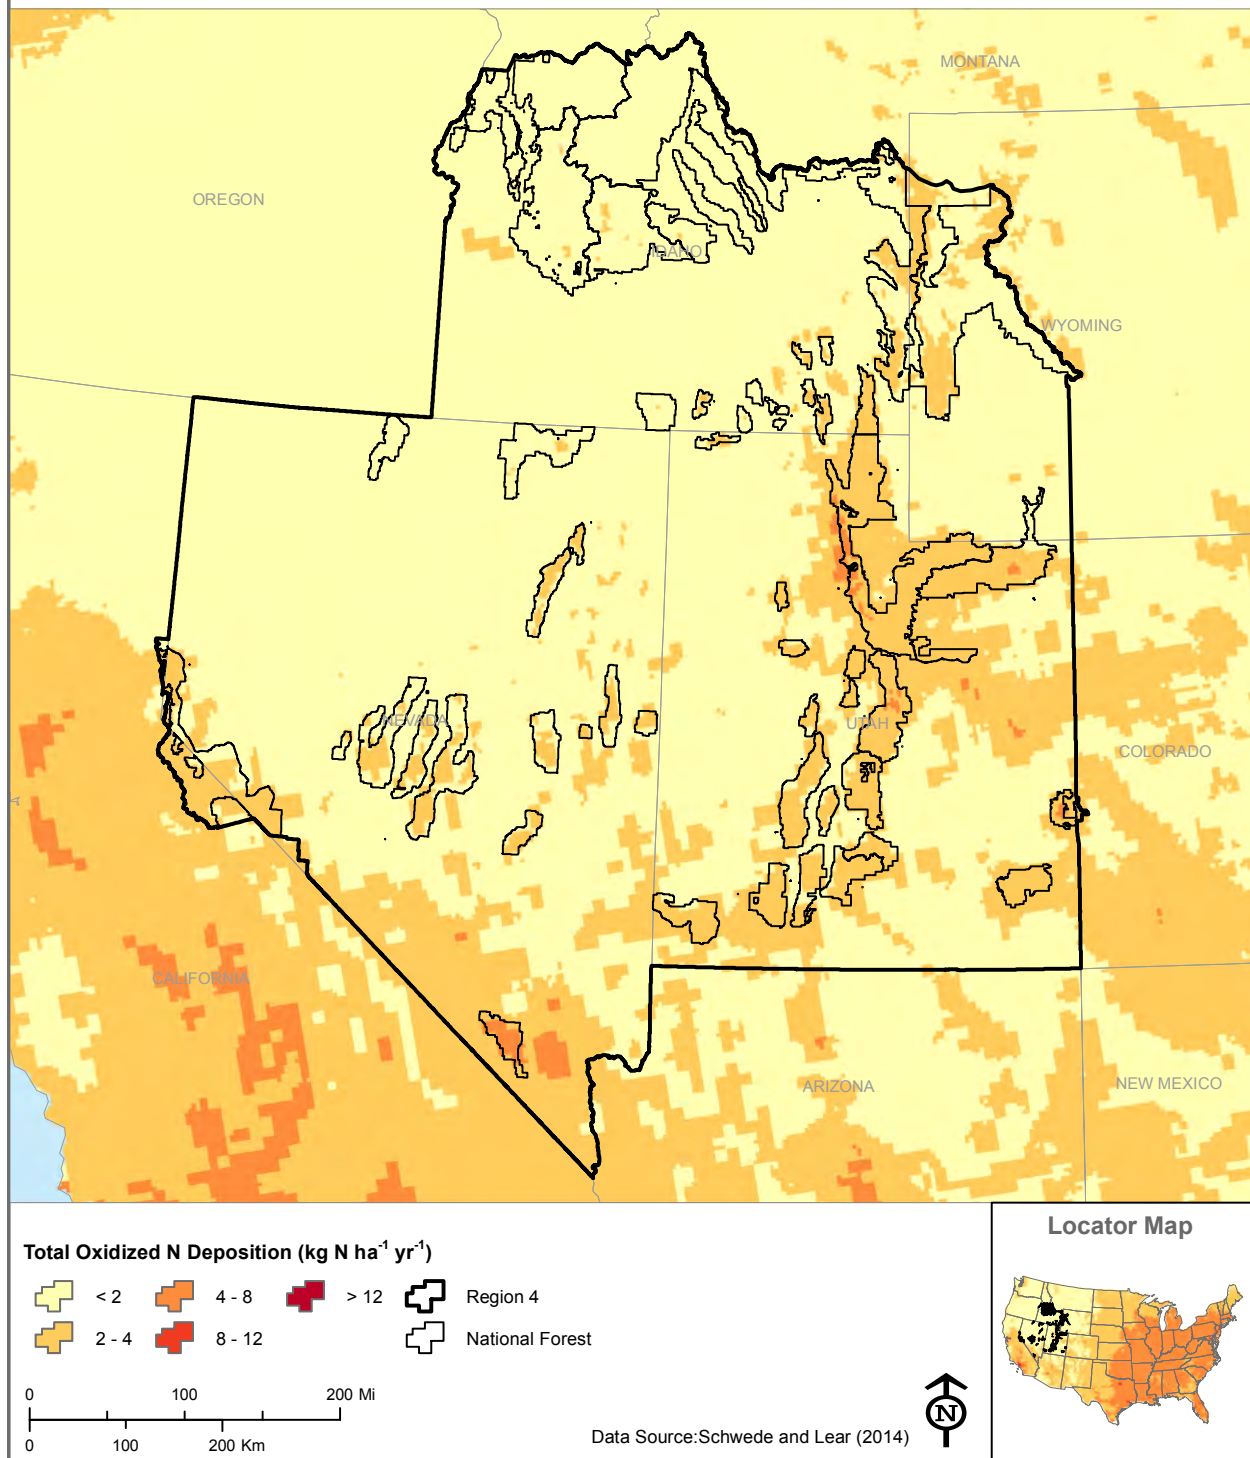 MONTANA
OREGON
IDAHO
WYOMING
NEVADA
UTAH
COLORADO
CALIFORNIA
ARIZONA
NEW MEXICO
Total Oxidized N Deposition (kg N ha-1 yr-1)
< 2
4 - 8
> 12
Region 4
2 - 4
8 - 12
National Forest
0 100 200 Mi
0 100 200 Km
Data Source:Schwede and Lear (2014)
N
Locator Map